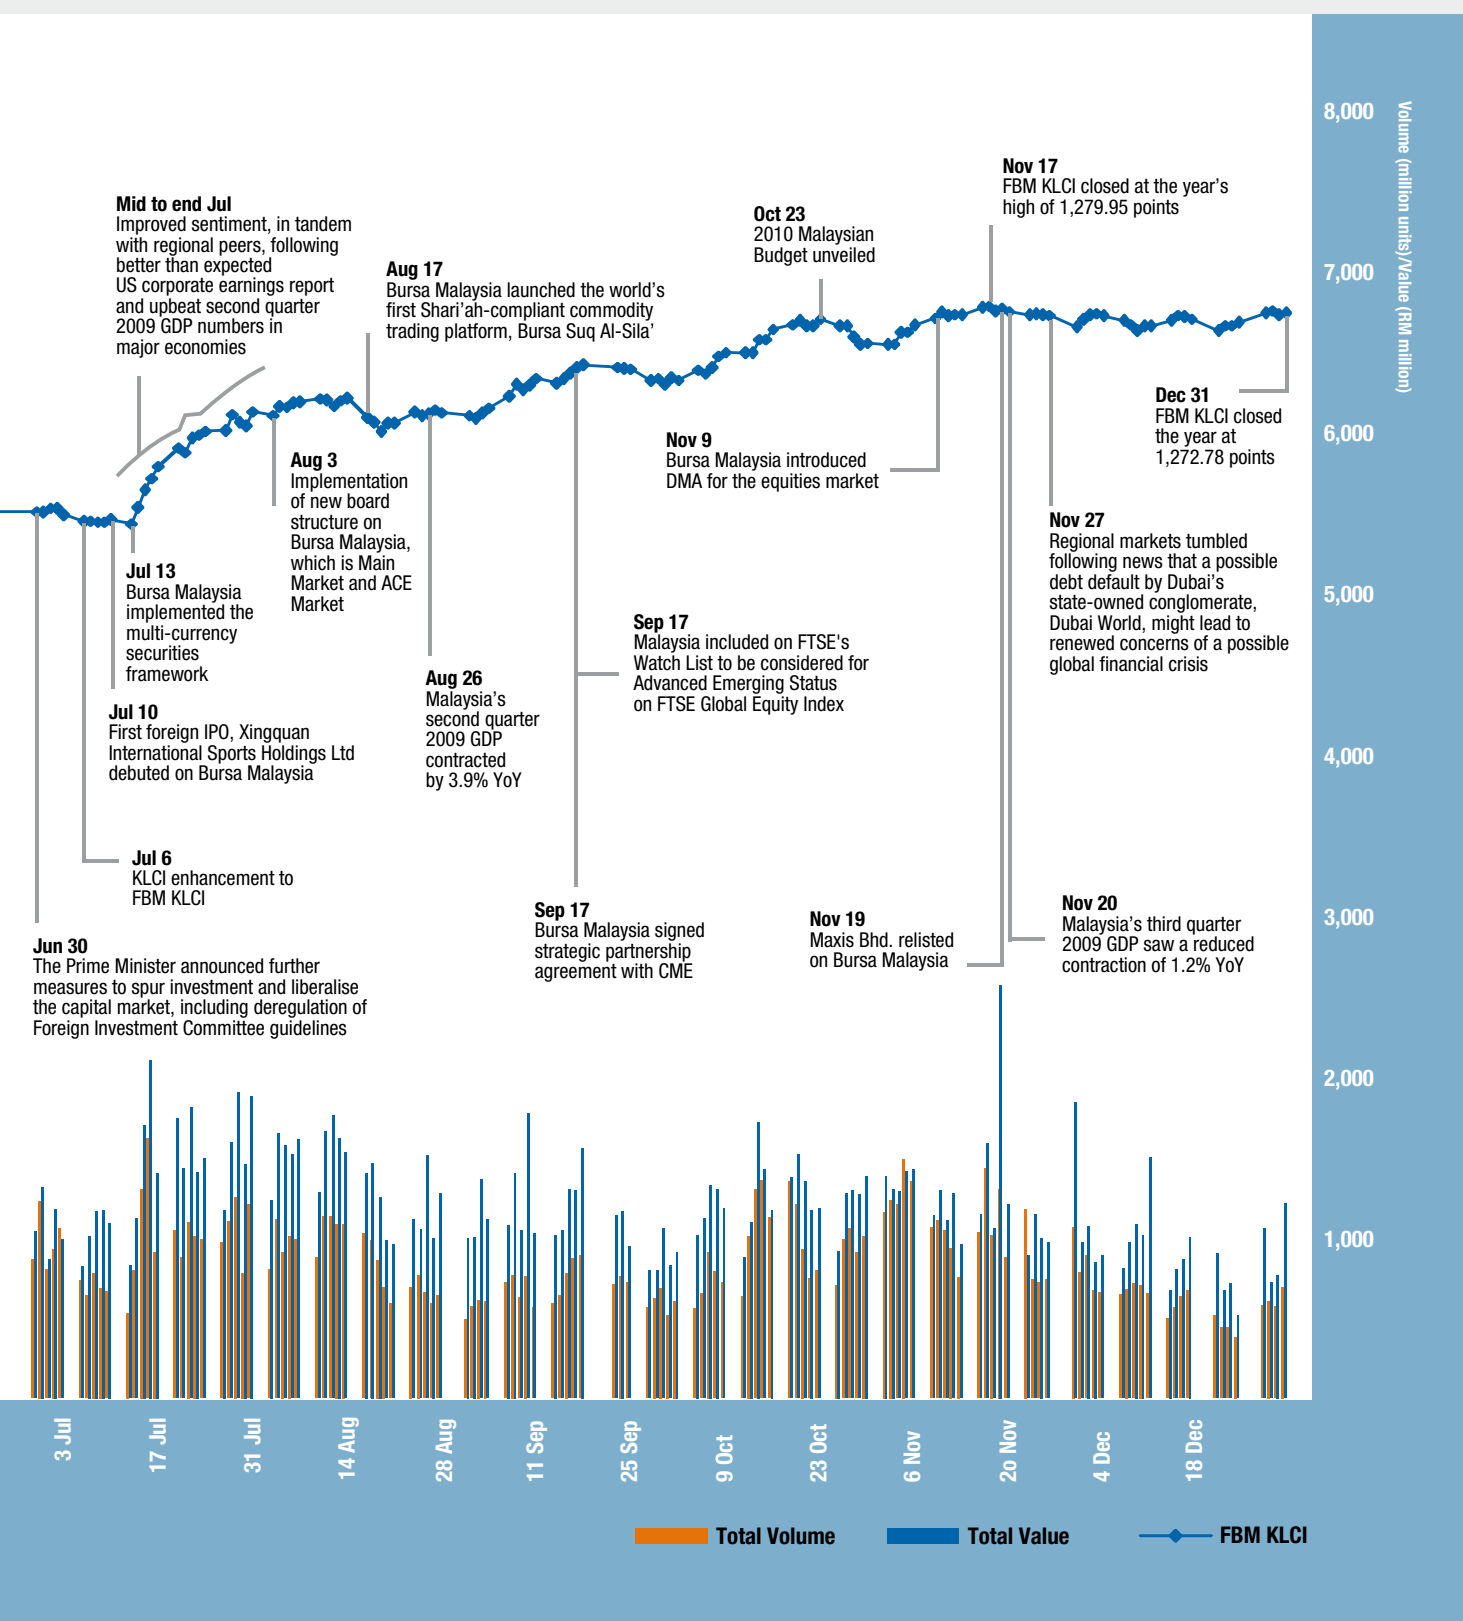 8,000
7,000
6,000
5,000
4,000
3,000
2,000
1,000
Volume (million units)/Value (RM million)
Nov 17
FBM KLCI closed at the year’s
high of 1,279.95 points
Mid to end Jul
Improved sentiment, in tandem
with regional peers, following
better than expected
US corporate earnings report
and upbeat second quarter
2009 GDP numbers in
major economies
Oct 23
2010 Malaysian
Budget unveiled
Aug 17
Bursa Malaysia launched the world’s
first Shari’ah-compliant commodity
trading platform, Bursa Suq Al-Sila’
Dec 31
FBM KLCI closed
the year at
1,272.78 points
Nov 9
Bursa Malaysia introduced
DMA for the equities market
Aug 3
Implementation
of new board
structure on
Bursa Malaysia,
which is Main
Market and ACE
Market
Nov 27
Regional markets tumbled
following news that a possible
debt default by Dubai’s
state-owned conglomerate,
Dubai World, might lead to
renewed concerns of a possible
global financial crisis
Jul 13
Bursa Malaysia
implemented the
multi-currency
securities
framework
Sep 17
Malaysia included on FTSE's
Watch List to be considered for
Advanced Emerging Status
on FTSE Global Equity Index
Aug 26
Malaysia’s
second quarter
2009 GDP
contracted
by 3.9% YoY
Jul 10
First foreign IPO, Xingquan
International Sports Holdings Ltd
debuted on Bursa Malaysia
Jul 6
KLCI enhancement to
FBM KLCI
Sep 17
Bursa Malaysia signed
strategic partnership
agreement with CME
Nov 19
Maxis Bhd. relisted
on Bursa Malaysia
Nov 20
Malaysia’s third quarter
2009 GDP saw a reduced
contraction of 1.2% YoY
Jun 30
The Prime Minister announced further
measures to spur investment and liberalise
the capital market, including deregulation of
Foreign Investment Committee guidelines
3 Jul
17 Jul
31 Jul
14 Aug
28 Aug
11 Sep
25 Sep
9 Oct
23 Oct
6 Nov
2o Nov
4 Dec
18 Dec
Total Volume
Total Value
FBM KLCI